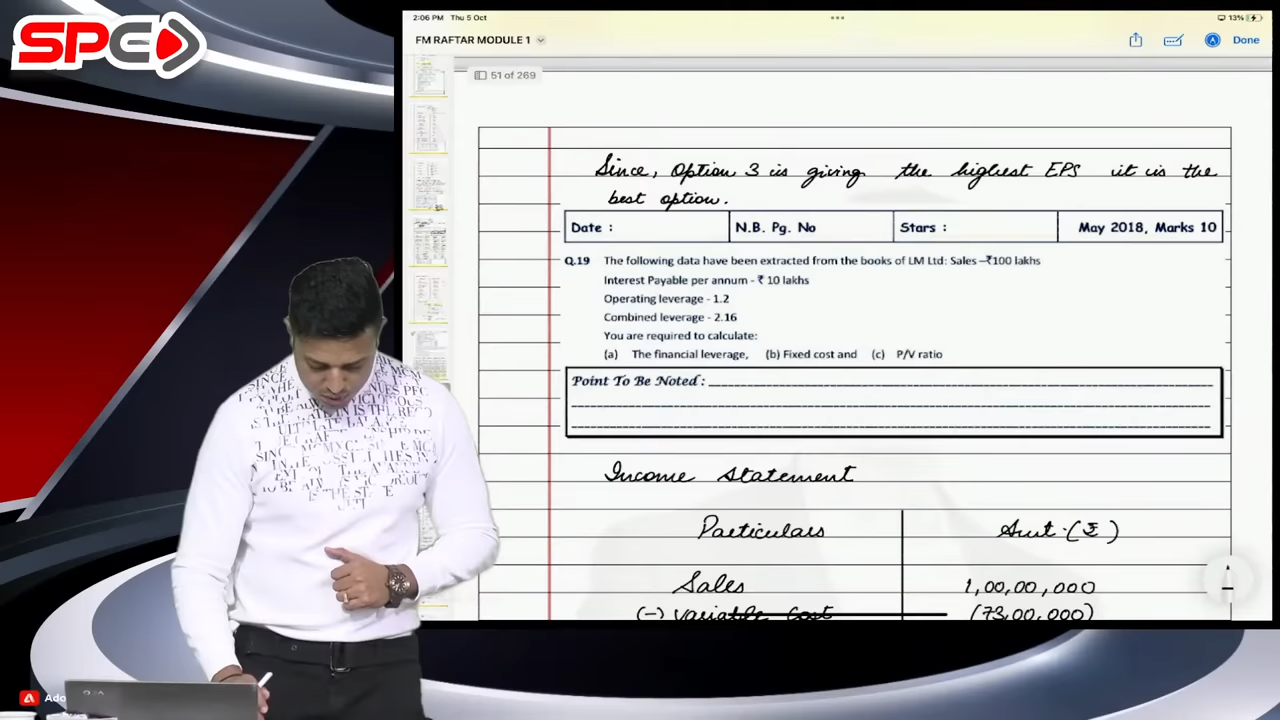 SPED
2:06 PM Thu 5 Oct
13%
FM RAFTAR MODULE 1
Done
51 of 269
Since, Option 3 is giving the highest EPS it is the
best option.
Date : N.B. Pg. No Stars : May 2018, Marks 10
Q.19 The following data have been extracted from the books of LM Ltd: Sales –₹100 lakhs
Interest Payable per annum - ₹ 10 lakhs
Operating leverage - 1.2
Combined leverage - 2.16
You are required to calculate:
(a) The financial leverage, (b) Fixed cost and (c) P/V ratio
Point To Be Noted :
Income Statement
Particulars Amt. (₹)
Sales 1,00,00,000
(-) Variable Cost (73,00,000)
Ado